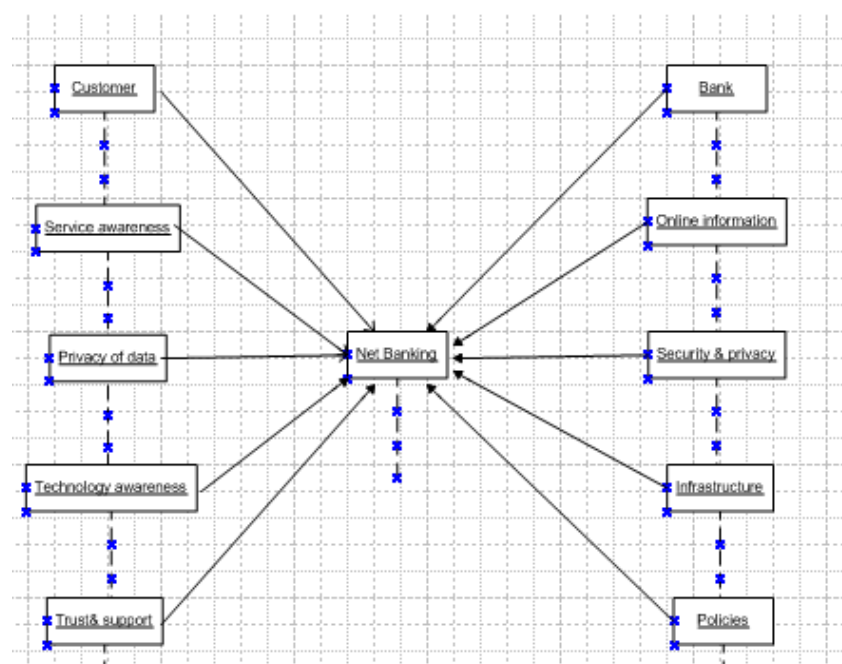 Customer
Bank
Service awareness
Online information
Privacy of data
Net Banking
Security & privacy
Technology awareness
Infrastructure
Trust& support
Policies